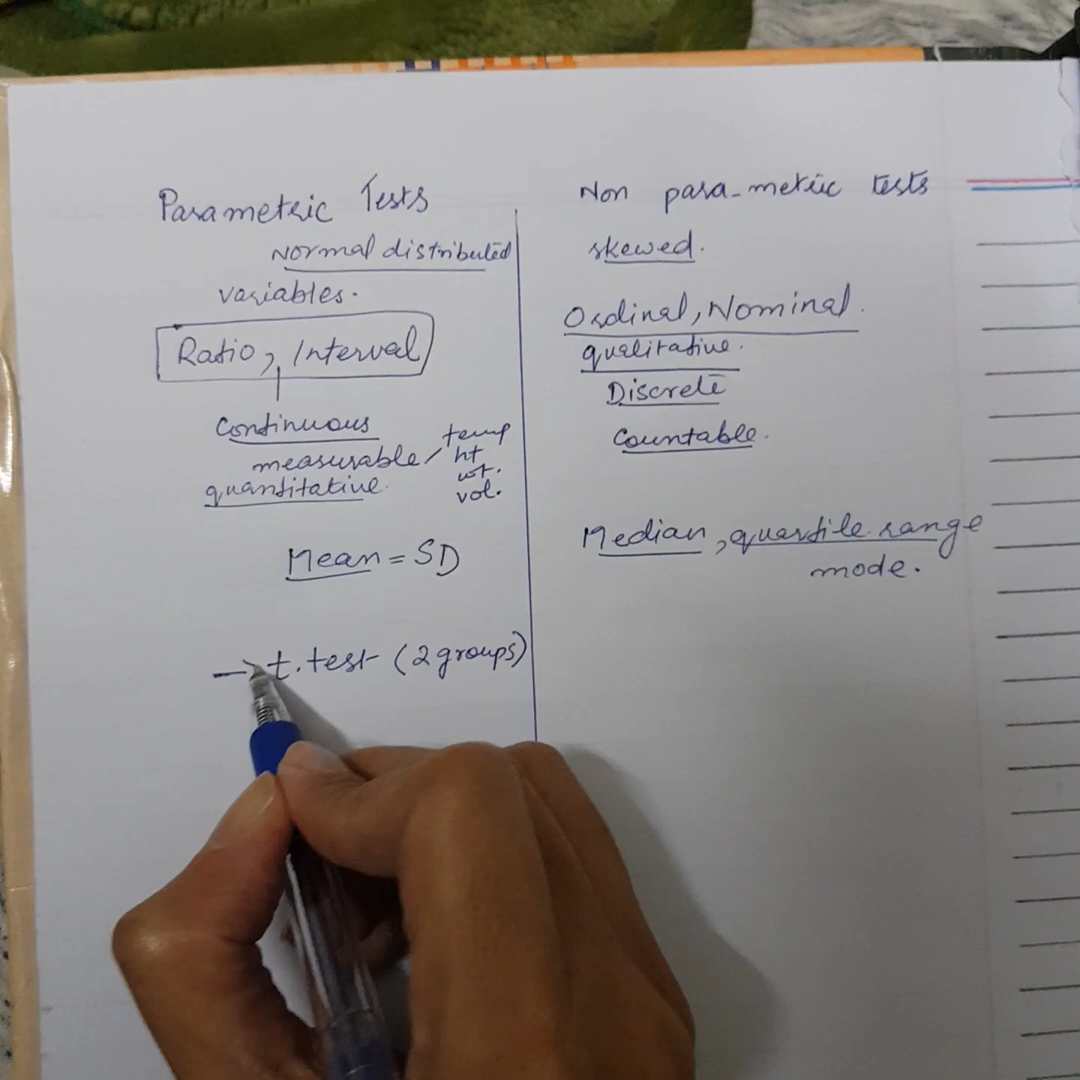 Parametric Tests
Normal distributed
variables.
Ratio, Interval
Continuous
measurable / temp
ht
wt.
vol.
quantitative.
Mean = SD
→ t. test (2 groups)
Non para-metric tests
skewed.
Ordinal, Nominal.
qualitative.
Discrete
Countable.
Median, quartile range
mode.